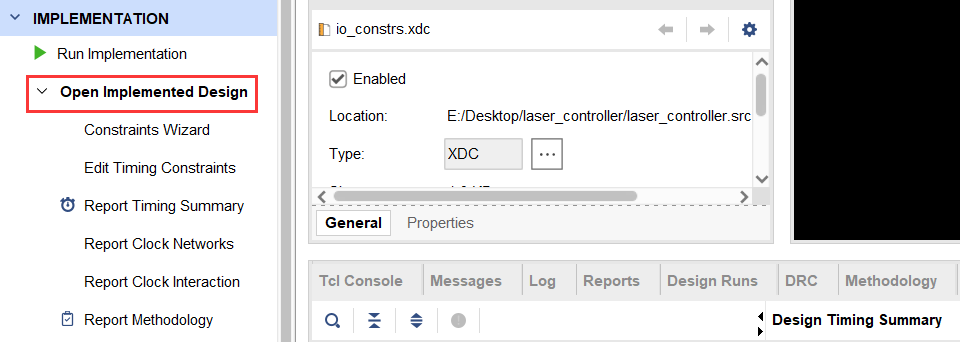 IMPLEMENTATION
Run Implementation
Open Implemented Design
Constraints Wizard
Edit Timing Constraints
Report Timing Summary
Report Clock Networks
Report Clock Interaction
Report Methodology
io_constrs.xdc
Enabled
Location: E:/Desktop/laser_controller/laser_controller.src
Type: XDC ...
General Properties
Tcl Console Messages Log Reports Design Runs DRC Methodology
Design Timing Summary